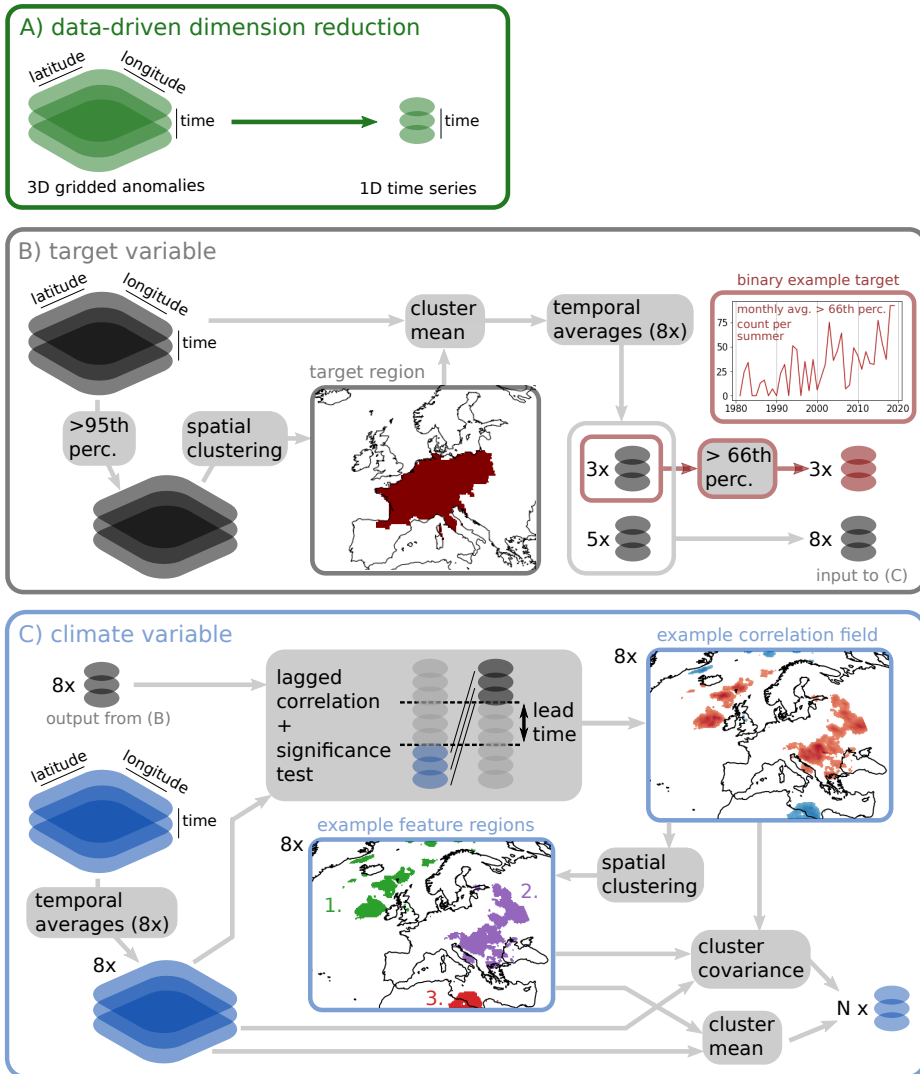 A) data-driven dimension reduction
latitude
longitude
time
time
3D gridded anomalies
1D time series
B) target variable
latitude
longitude
time
>95th
perc.
spatial
clustering
target region
cluster
mean
temporal
averages (8x)
binary example target
monthly avg. > 66th perc.
count per
summer
75
50
25
0
1980
1990
2000
2010
2020
3x
> 66th
perc.
3x
5x
8x
input to (C)
C) climate variable
8x
output from (B)
lagged
correlation
+
significance
test
lead
time
example correlation field
8x
latitude
longitude
time
temporal
averages (8x)
8x
example feature regions
8x
1.
2.
3.
spatial
clustering
cluster
covariance
cluster
mean
N x